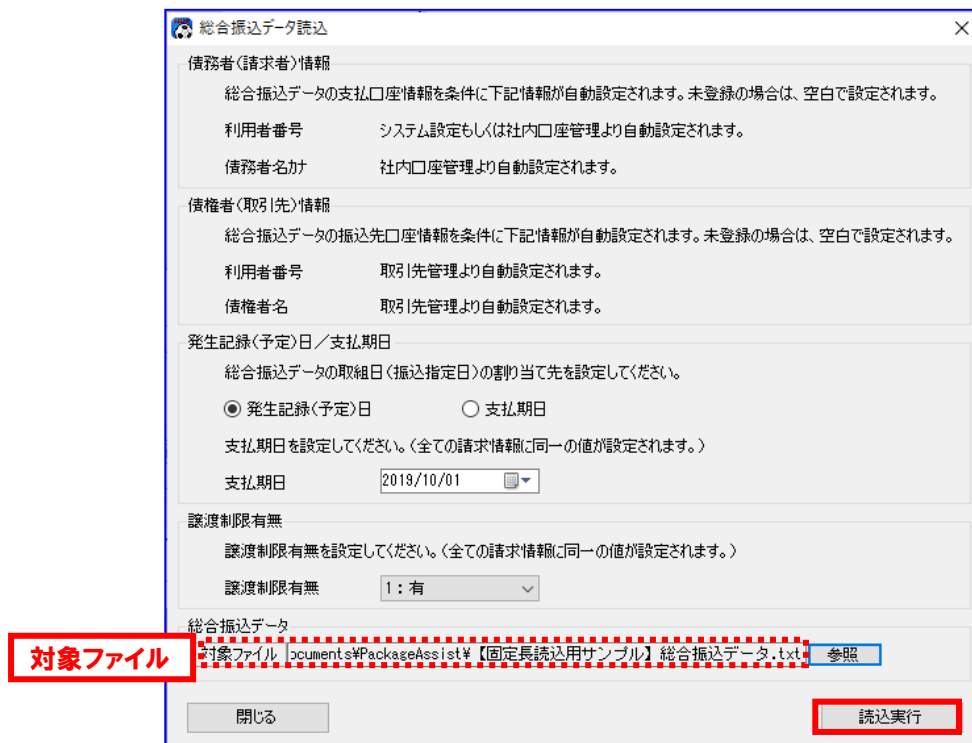 総合振込データ読込
債務者(請求者)情報
総合振込データの支払口座情報を条件に下記情報が自動設定されます。未登録の場合は、空白で設定されます。
利用者番号 システム設定もしくは社内口座管理より自動設定されます。
債務者名カナ 社内口座管理より自動設定されます。
債権者(取引先)情報
総合振込データの振込先口座情報を条件に下記情報が自動設定されます。未登録の場合は、空白で設定されます。
利用者番号 取引先管理より自動設定されます。
債権者名 取引先管理より自動設定されます。
発生記録(予定)日/支払期日
総合振込データの取組日(振込指定日)の割り当て先を設定してください。
発生記録(予定)日 支払期日
支払期日を設定してください。(全ての請求情報に同一の値が設定されます。)
支払期日 2019/10/01
譲渡制限有無
譲渡制限有無を設定してください。(全ての請求情報に同一の値が設定されます。)
譲渡制限有無 1:有
総合振込データ
対象ファイル
対象ファイル ocuments¥PackageAssist¥【固定長読込用サンプル】総合振込データ.txt 参照
閉じる 読込実行